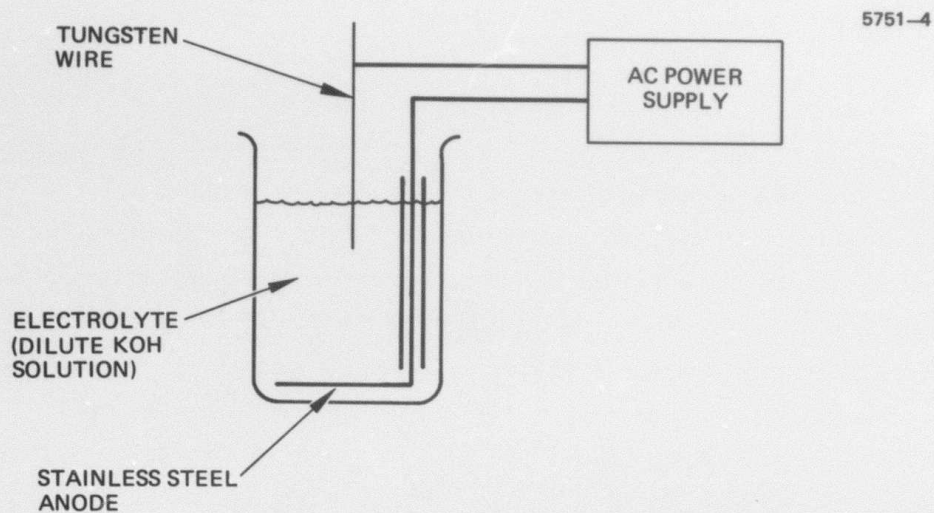 5751—4
TUNGSTEN
WIRE
AC POWER
SUPPLY
ELECTROLYTE
(DILUTE KOH
SOLUTION)
STAINLESS STEEL
ANODE